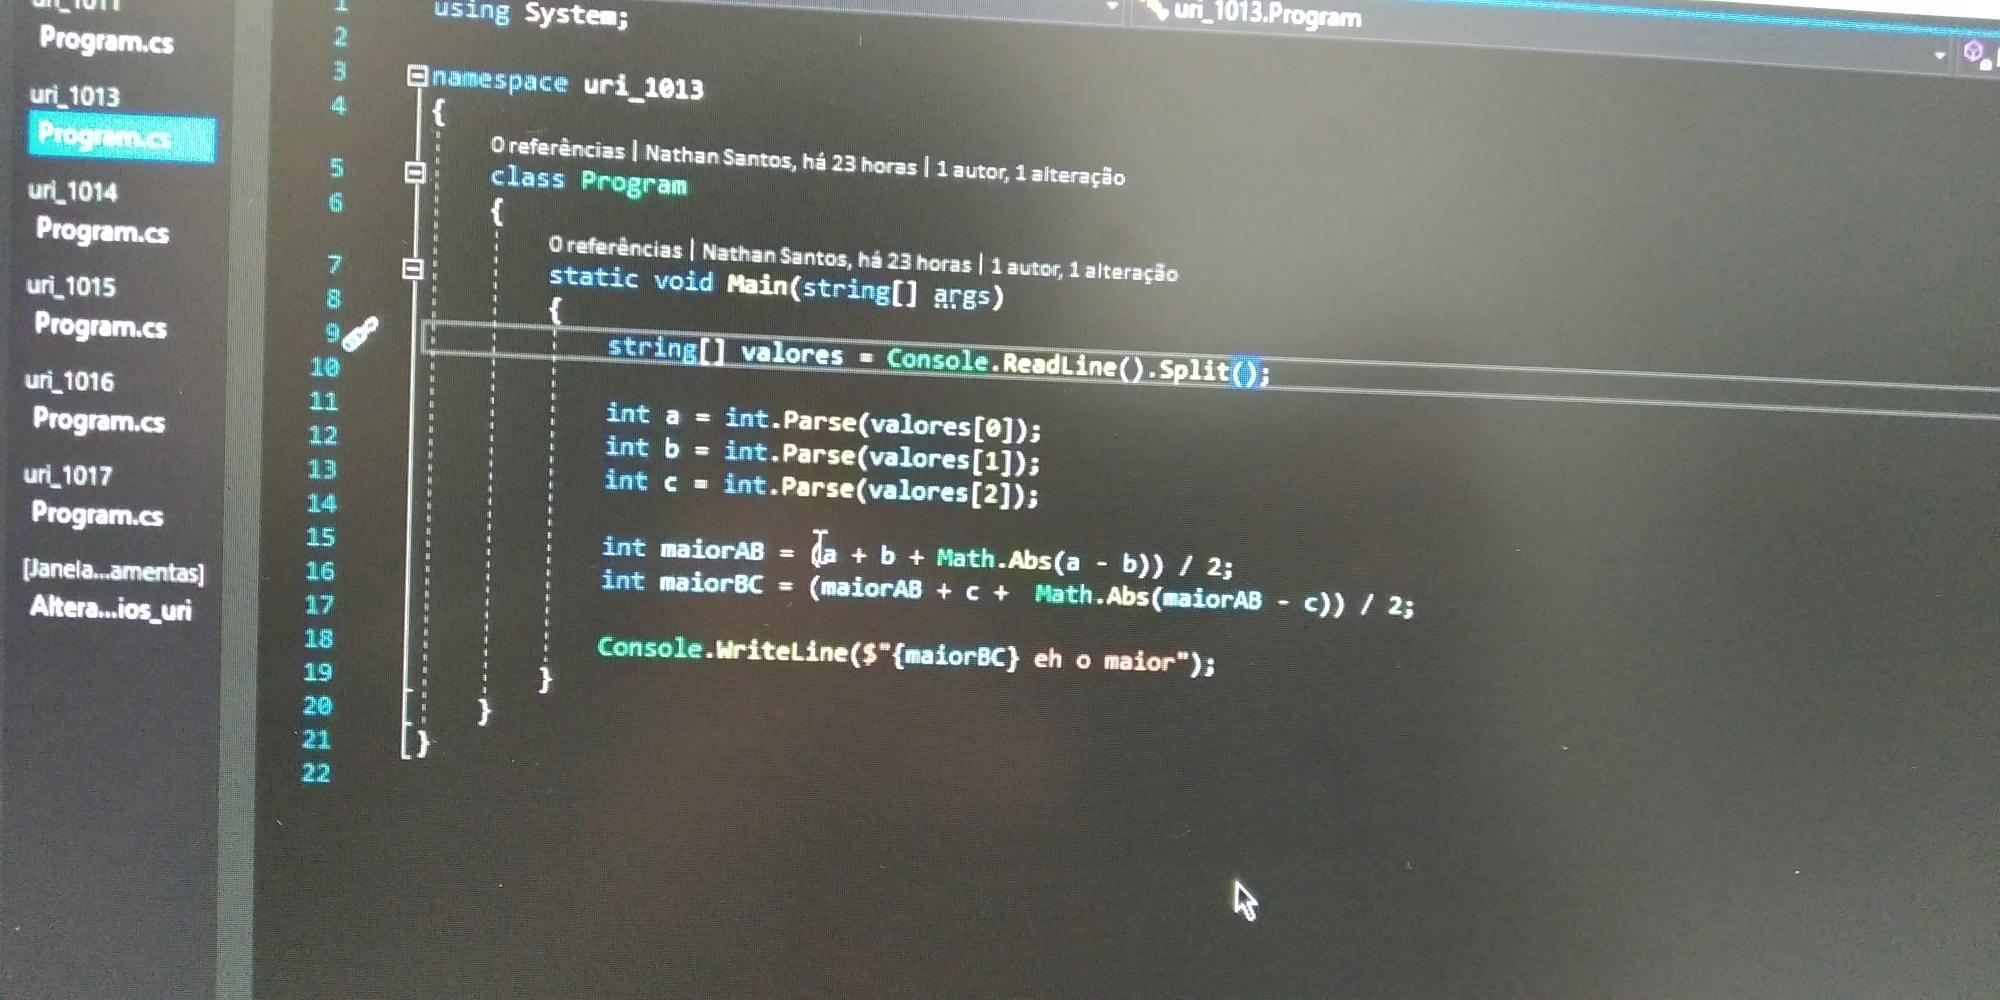 uri_1011
Program.cs
uri_1013
Program.cs
uri_1014
Program.cs
uri_1015
Program.cs
uri_1016
Program.cs
uri_1017
Program.cs
[Janela...amentas]
Altera...ios_uri
uri_1013.Program
1 using System;
2
3 namespace uri_1013
4 {
0 referências | Nathan Santos, há 23 horas | 1 autor, 1 alteração
5 class Program
6 {
0 referências | Nathan Santos, há 23 horas | 1 autor, 1 alteração
7 static void Main(string[] args)
8 {
9 string[] valores = Console.ReadLine().Split();
10
11 int a = int.Parse(valores[0]);
12 int b = int.Parse(valores[1]);
13 int c = int.Parse(valores[2]);
14
15 int maiorAB = (a + b + Math.Abs(a - b)) / 2;
16 int maiorBC = (maiorAB + c +  Math.Abs(maiorAB - c)) / 2;
17
18 Console.WriteLine($"{maiorBC} eh o maior");
19 }
20 }
21 }
22